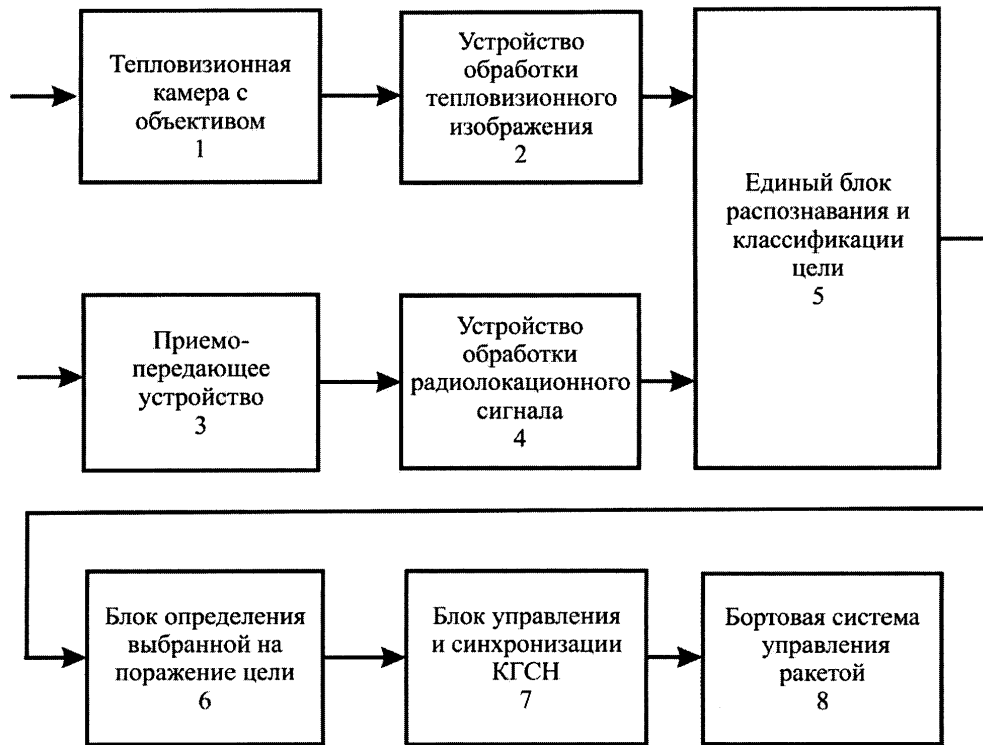 Тепловизионная
камера с
объективом
1
Устройство
обработки
тепловизионного
изображения
2
Единый блок
распознавания и
классификации
цели
5
Приемо-
передающее
устройство
3
Устройство
обработки
радиолокационного
сигнала
4
Блок определения
выбранной на
поражение цели
6
Блок управления
и синхронизации
КГСН
7
Бортовая система
управления
ракетой
8